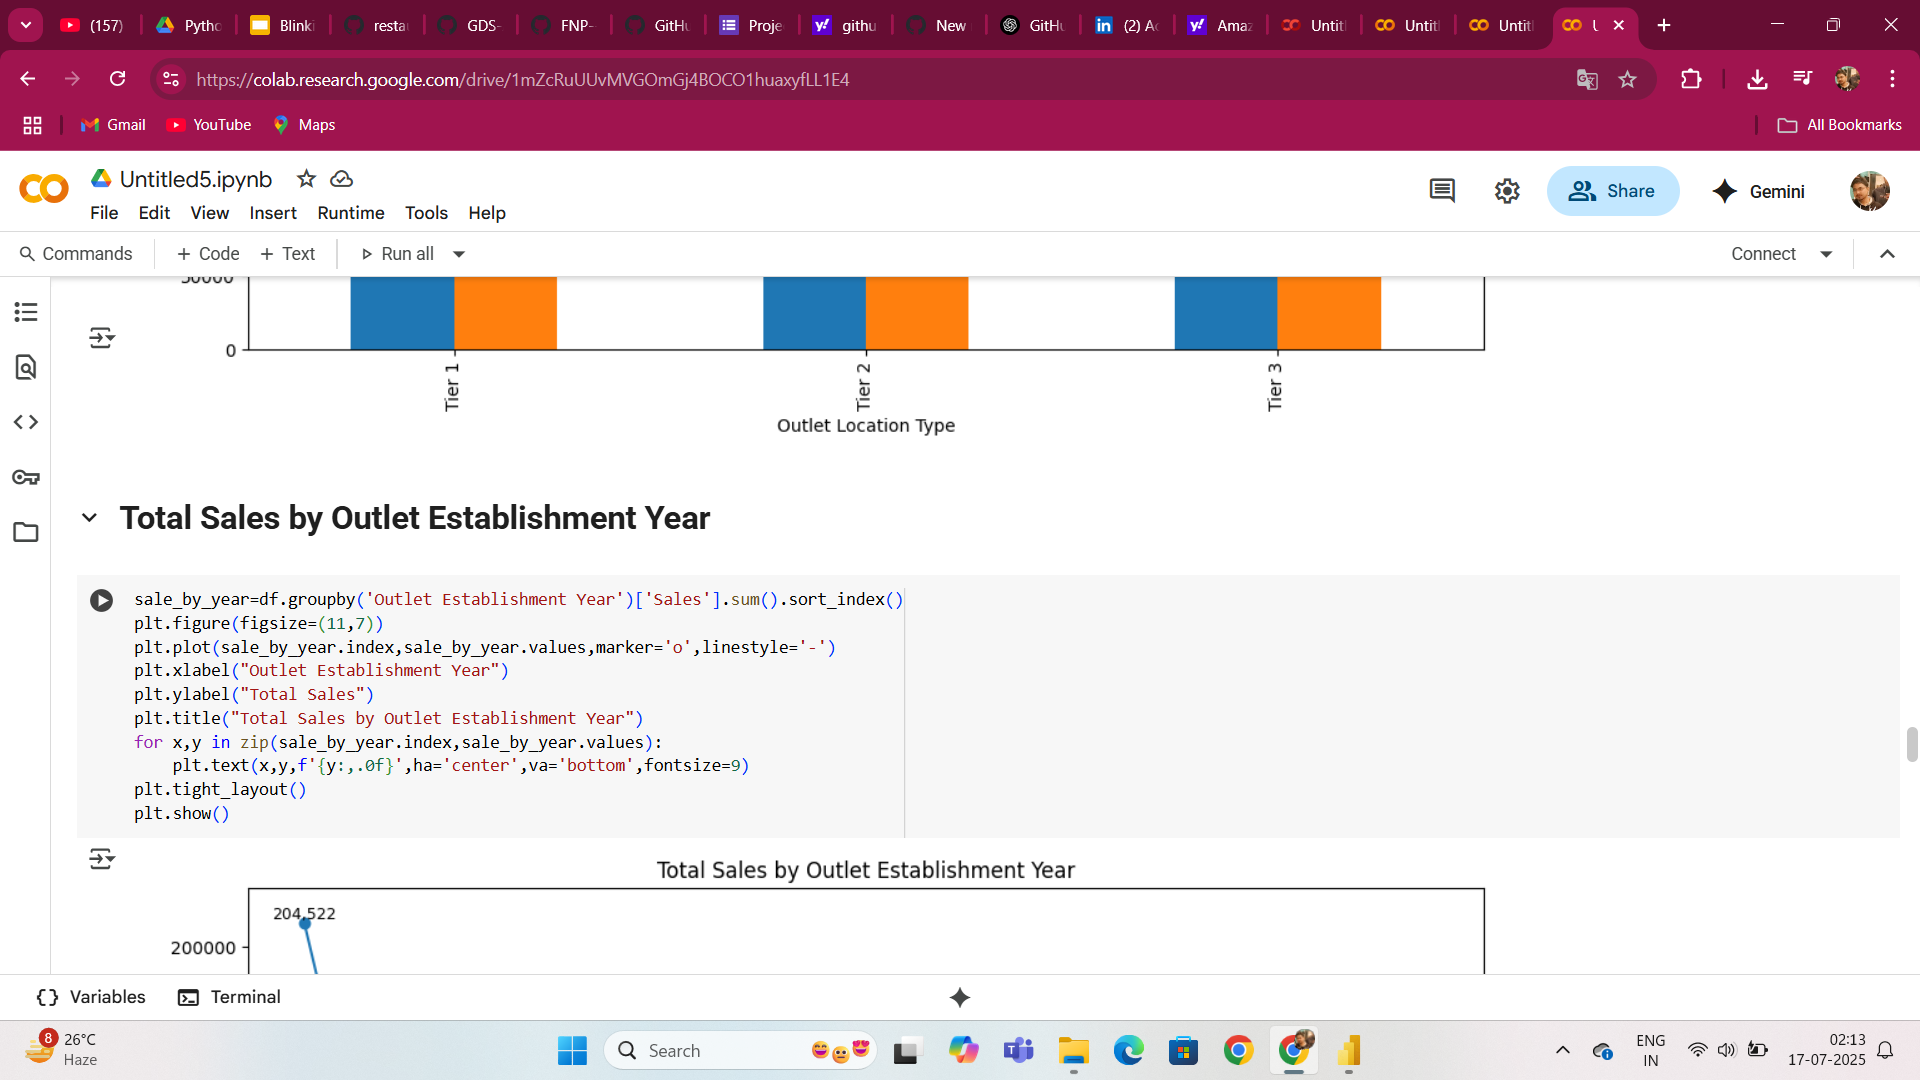 (157)
Pytho
Blinki
resta
GDS-
FNP-
GitHu
Proje
githu
New
GitHu
(2) Ac
Amaz
Untitl
Untitl
Untitl
U
https://colab.research.google.com/drive/1mZcRuUUvMVGOmGj4BOCO1huaxyfLL1E4
Gmail
YouTube
Maps
All Bookmarks
Untitled5.ipynb
File Edit View Insert Runtime Tools Help
Share
Gemini
Commands
+ Code + Text
Run all
Connect
50000
0
Tier 1
Tier 2
Tier 3
Outlet Location Type
Total Sales by Outlet Establishment Year
sale_by_year=df.groupby('Outlet Establishment Year')['Sales'].sum().sort_index()
plt.figure(figsize=(11,7))
plt.plot(sale_by_year.index,sale_by_year.values,marker='o',linestyle='-')
plt.xlabel("Outlet Establishment Year")
plt.ylabel("Total Sales")
plt.title("Total Sales by Outlet Establishment Year")
for x,y in zip(sale_by_year.index,sale_by_year.values):
    plt.text(x,y,f'{y:,.0f}',ha='center',va='bottom',fontsize=9)
plt.tight_layout()
plt.show()
Total Sales by Outlet Establishment Year
204,522
200000
Variables
Terminal
8
26°C
Haze
Search
ENG
IN
02:13
17-07-2025